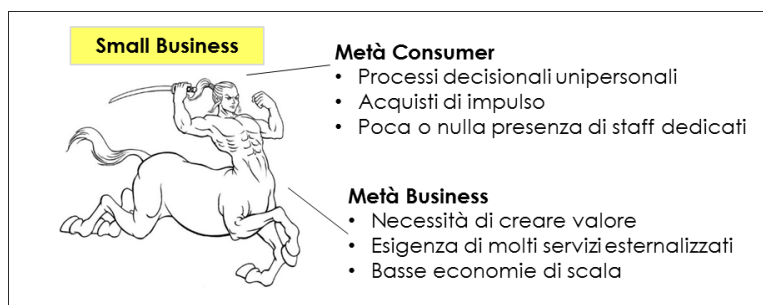 Small Business
Metà Consumer
• Processi decisionali unipersonali
• Acquisti di impulso
• Poca o nulla presenza di staff dedicati
Metà Business
• Necessità di creare valore
• Esigenza di molti servizi esternalizzati
• Basse economie di scala